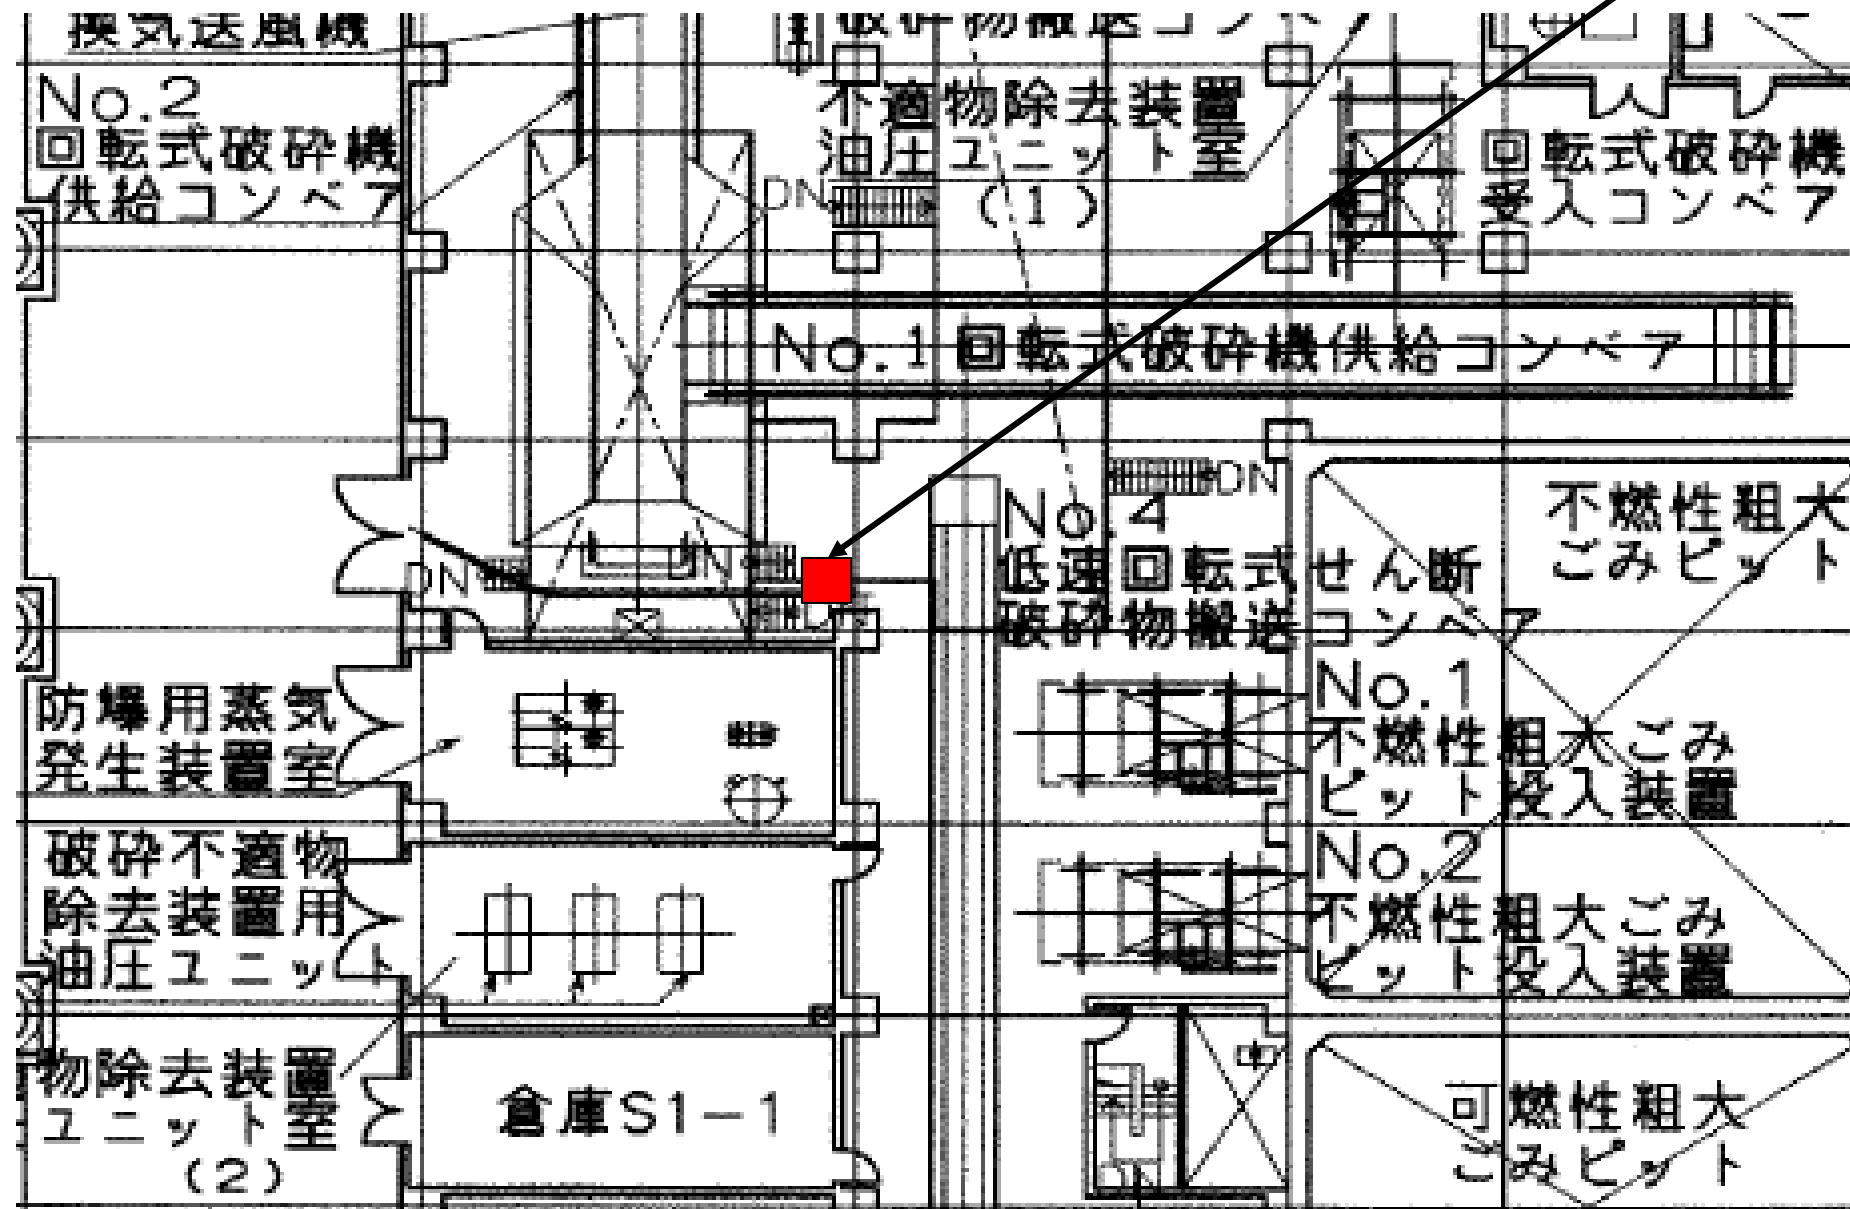 換気送風機
破砕物搬送コンベア
No.2
回転式破砕機
供給コンベア
不適物除去装置
油圧ユニット室
(1)
DN
回転式破砕機
受入コンベア
No.1 回転式破砕機供給コンベア
DN
不燃性粗大
ごみピット
No.4
低速回転式せん断
破砕物搬送コンベア
DN
DN
防爆用蒸気
発生装置室
No.1
不燃性粗大ごみ
ピット投入装置
破砕不適物
除去装置用
油圧ユニット
No.2
不燃性粗大ごみ
ピット投入装置
物除去装置
ユニット室
(2)
倉庫S1-1
可燃性粗大
ごみピット